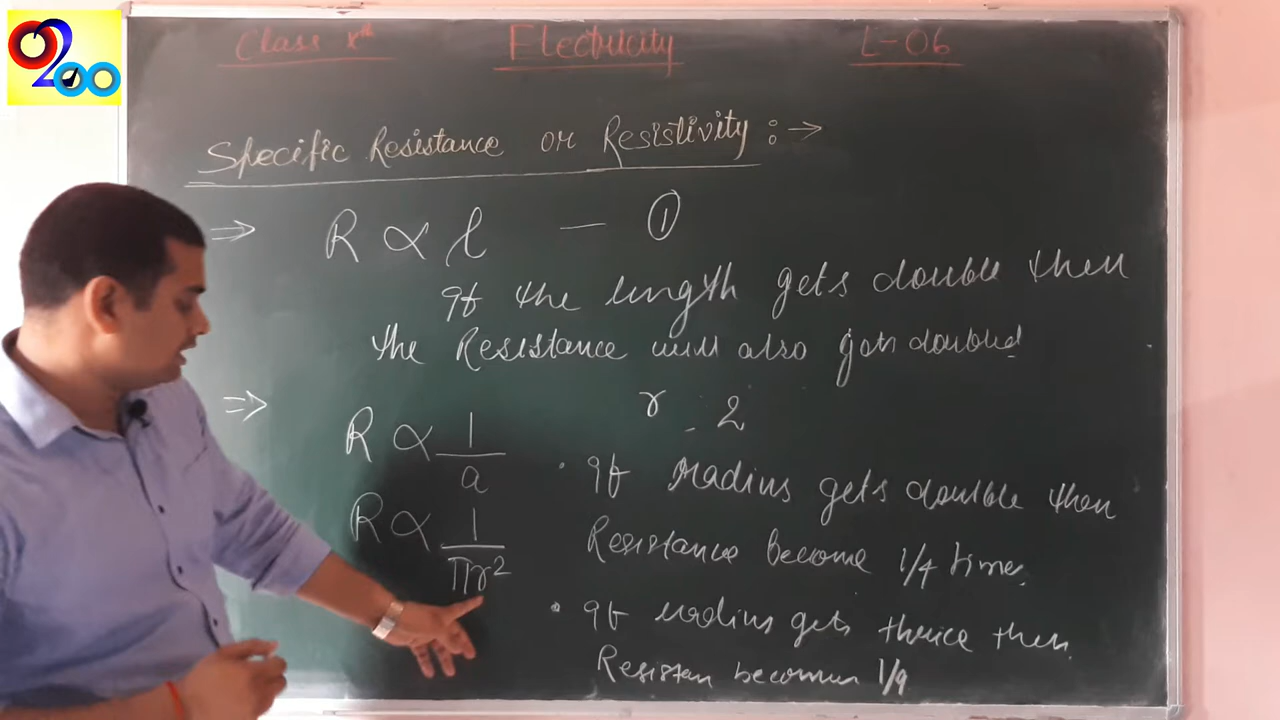 0200
Class Xth Electricity L-06
Specific Resistance or Resistivity :→
⇒ R ∝ l — ①
If the length gets double then
the Resistance will also gets doubled
⇒ R ∝ 1/a
r 2
R ∝ 1/πr²
• If Radius gets double then
Resistance become 1/4 time.
• If radius gets thrice then
Resistan becomes 1/9